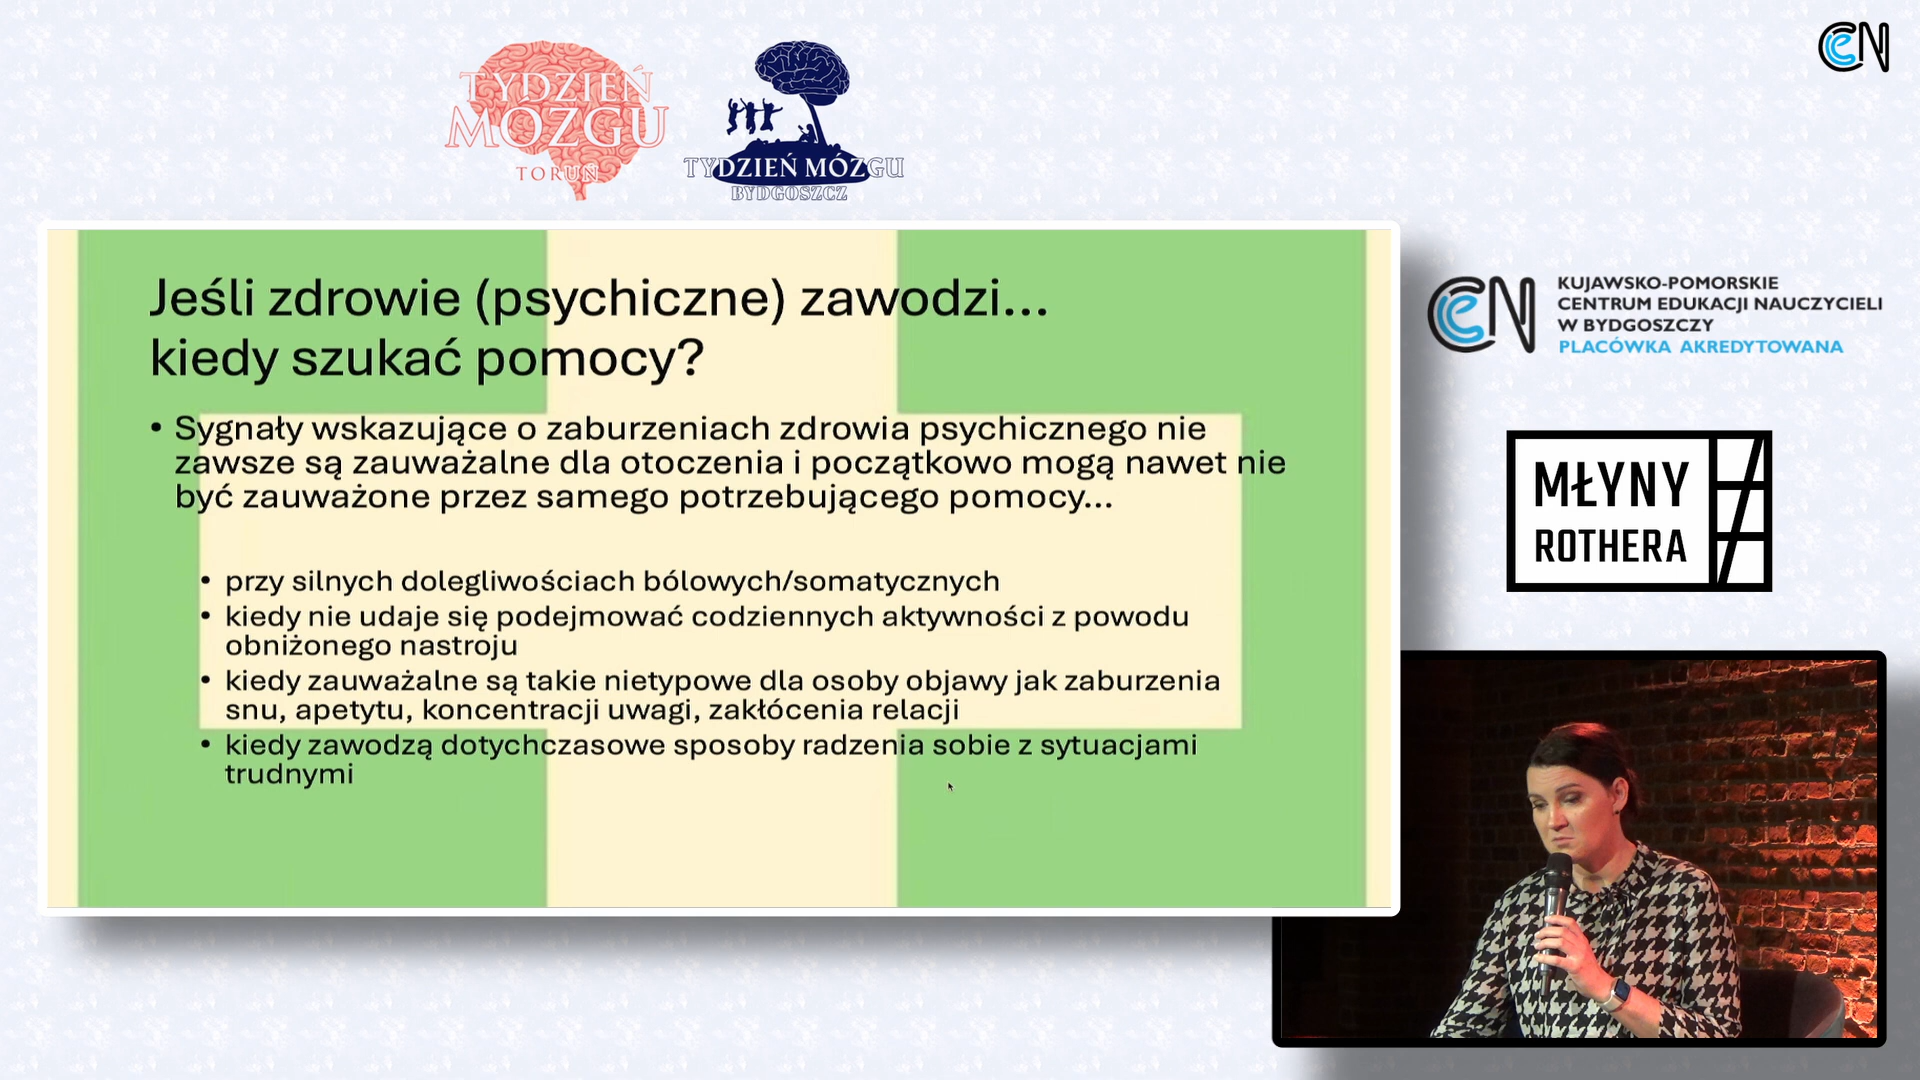 CeN
TYDZIEŃ
MÓZGU
TORUŃ
TYDZIEŃ MÓZGU
BYDGOSZCZ
Jeśli zdrowie (psychiczne) zawodzi...
kiedy szukać pomocy?
• Sygnały wskazujące o zaburzeniach zdrowia psychicznego nie
zawsze są zauważalne dla otoczenia i początkowo mogą nawet nie
być zauważone przez samego potrzebującego pomocy...
• przy silnych dolegliwościach bólowych/somatycznych
• kiedy nie udaje się podejmować codziennych aktywności z powodu
obniżonego nastroju
• kiedy zauważalne są takie nietypowe dla osoby objawy jak zaburzenia
snu, apetytu, koncentracji uwagi, zakłócenia relacji
• kiedy zawodzą dotychczasowe sposoby radzenia sobie z sytuacjami
trudnymi
CeN
KUJAWSKO-POMORSKIE
CENTRUM EDUKACJI NAUCZYCIELI
W BYDGOSZCZY
PLACÓWKA AKREDYTOWANA
MŁYNY
ROTHERA